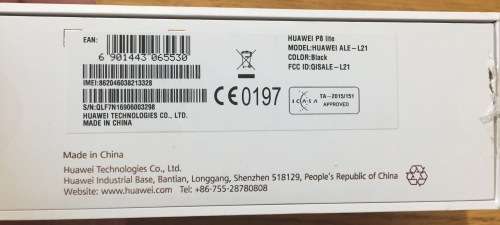 EAN:
6 901443 065530
IMEI:862046038213328
S/N:QLF7N16906003298
HUAWEI TECHNOLOGIES CO., LTD.
MADE IN CHINA
HUAWEI P8 lite
MODEL:HUAWEI ALE-L21
COLOR:Black
FCC ID:QISALE-L21
CE0197
ICASA
TA-2015/151
APPROVED
Made in China
Huawei Technologies Co., Ltd.
Huawei Industrial Base, Bantian, Longgang, Shenzhen 518129, People's Republic of China
Website: www.huawei.com Tel: +86-755-28780808